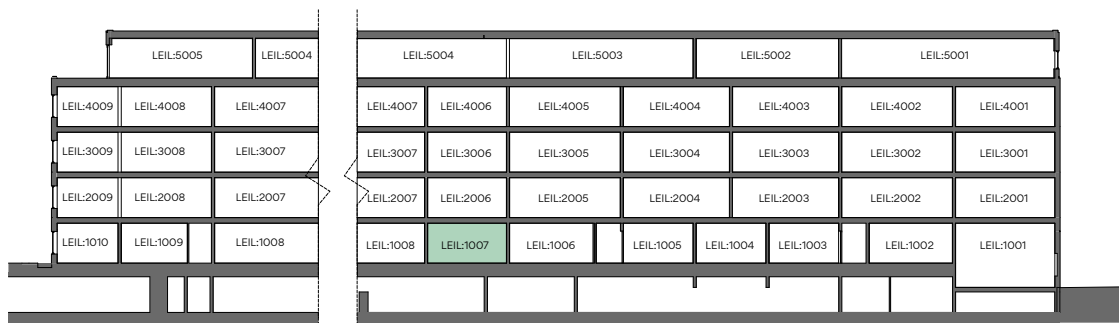 LEIL:5005 LEIL:5004 LEIL:5004 LEIL:5003 LEIL:5002 LEIL:5001
LEIL:4009 LEIL:4008 LEIL:4007 LEIL:4007 LEIL:4006 LEIL:4005 LEIL:4004 LEIL:4003 LEIL:4002 LEIL:4001
LEIL:3009 LEIL:3008 LEIL:3007 LEIL:3007 LEIL:3006 LEIL:3005 LEIL:3004 LEIL:3003 LEIL:3002 LEIL:3001
LEIL:2009 LEIL:2008 LEIL:2007 LEIL:2007 LEIL:2006 LEIL:2005 LEIL:2004 LEIL:2003 LEIL:2002 LEIL:2001
LEIL:1010 LEIL:1009 LEIL:1008 LEIL:1008 LEIL:1007 LEIL:1006 LEIL:1005 LEIL:1004 LEIL:1003 LEIL:1002 LEIL:1001